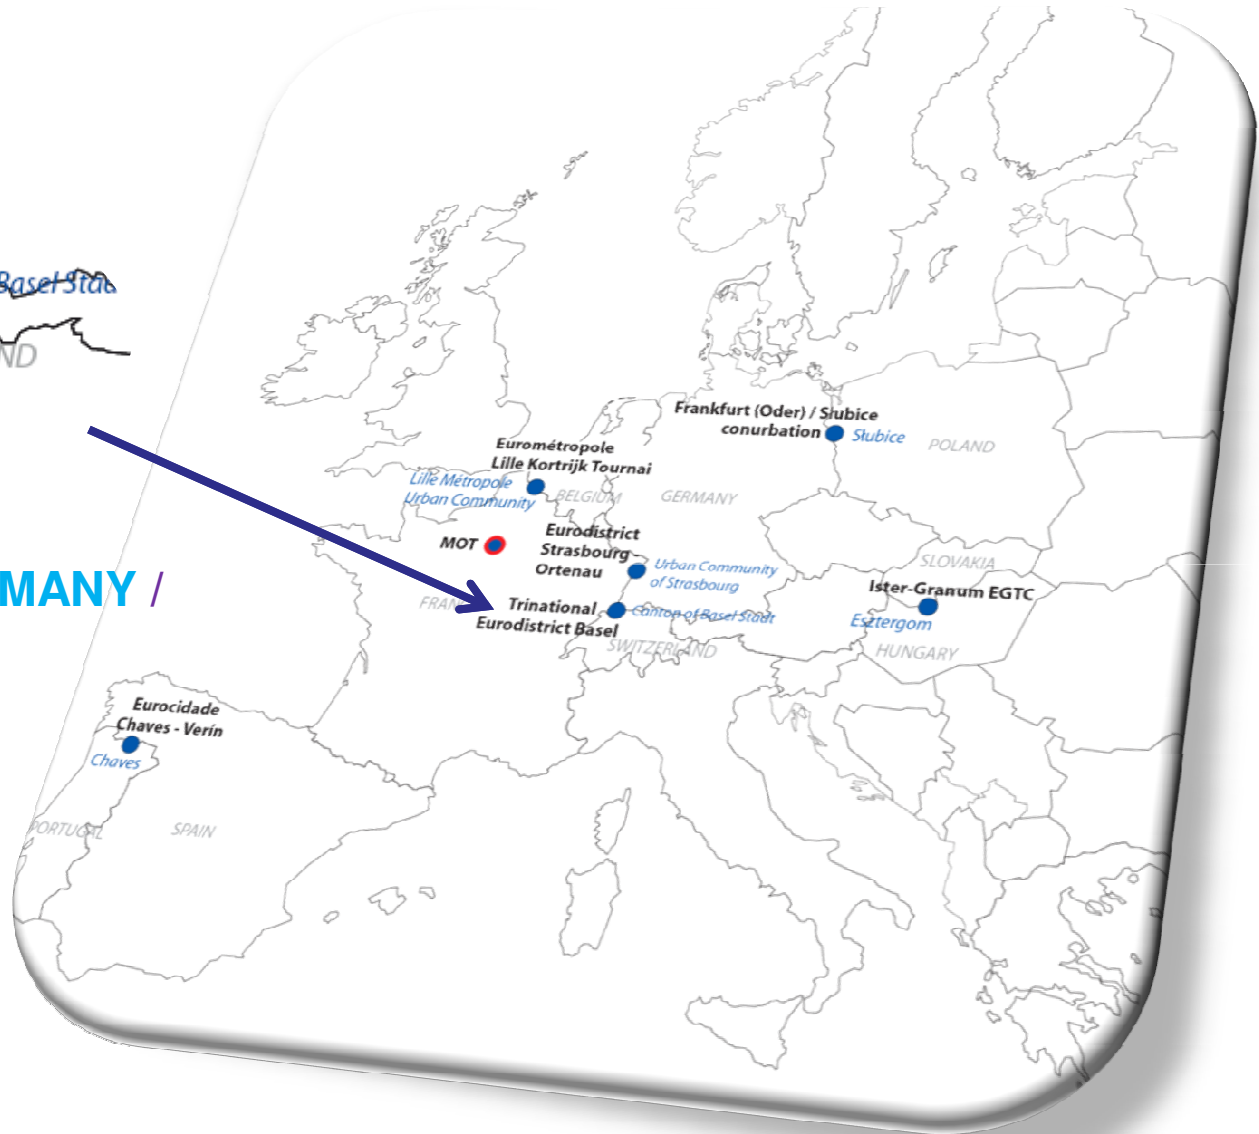 Basel Stad
ND
MANY /
Frankfurt (Oder) / Słubice
conurbation
Słubice
POLAND
Eurométropole
Lille Kortrijk Tournai
Lille Métropole
Urban Community
BELGIUM
GERMANY
MOT
Eurodistrict
Strasbourg -
Ortenau
Urban Community
of Strasbourg
SLOVAKIA
Ister-Granum EGTC
Esztergom
HUNGARY
FRAN
Trinational
Eurodistrict Basel
Canton of Basel Stadt
SWITZERLAND
Eurocidade
Chaves - Verín
Chaves
PORTUGAL
SPAIN